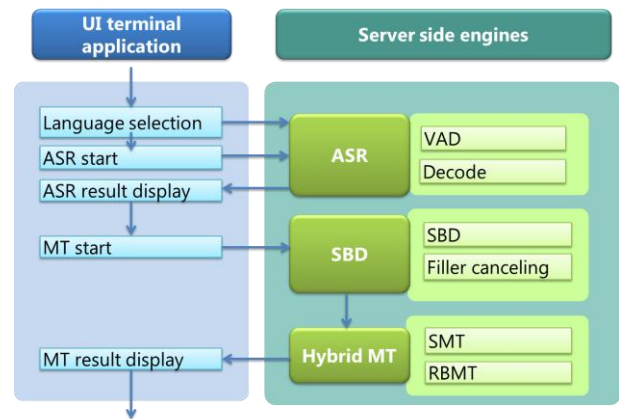 UI terminal
application
Server side engines
Language selection
ASR start
ASR result display
MT start
MT result display
ASR
VAD
Decode
SBD
SBD
Filler canceling
Hybrid MT
SMT
RBMT